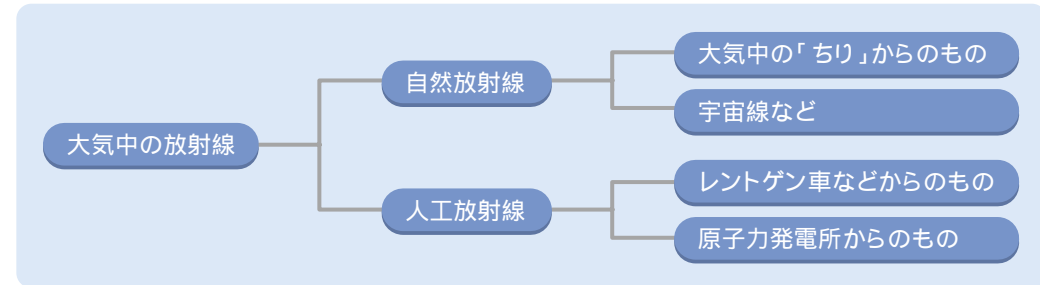 大気中の放射線
自然放射線
大気中の「ちり」からのもの
宇宙線など
人工放射線
レントゲン車などからのもの
原子力発電所からのもの